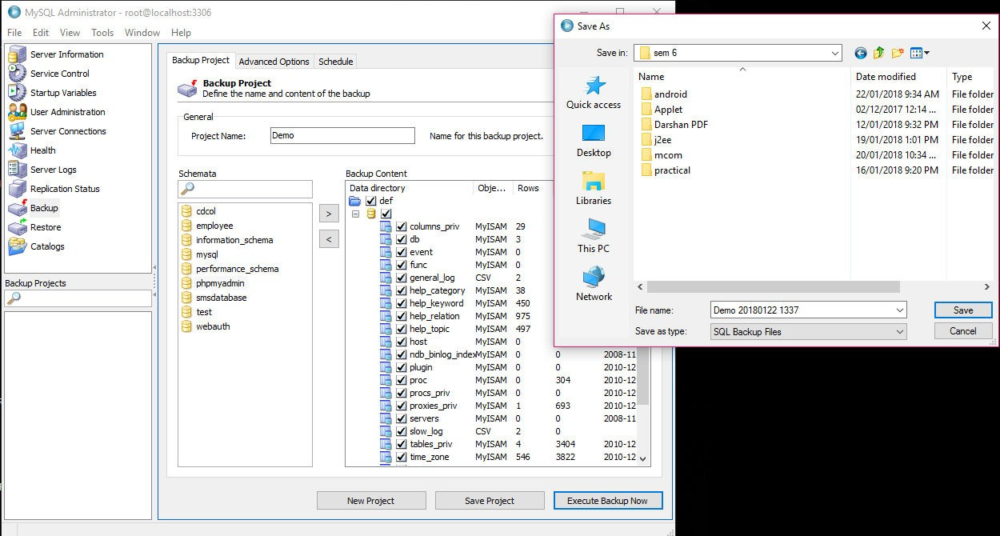 MySQL Administrator - root@localhost:3306
File Edit View Tools Window Help
Server Information
Service Control
Startup Variables
User Administration
Server Connections
Health
Server Logs
Replication Status
Backup
Restore
Catalogs
Backup Projects
Backup Project Advanced Options Schedule
Backup Project
Define the name and content of the backup
General
Project Name: Demo Name for this backup project.
Schemata
cdcol
employee
information_schema
mysql
performance_schema
phpmyadmin
smsdatabase
test
webauth
>
<
Backup Content
Data directory Obje... Rows
def
columns_priv MyISAM 29
db MyISAM 3
event MyISAM 0
func MyISAM 0
general_log CSV 2
help_category MyISAM 38
help_keyword MyISAM 450
help_relation MyISAM 975
help_topic MyISAM 497
host MyISAM 0
ndb_binlog_index MyISAM 0 0 2008-11
plugin MyISAM 0 0 2010-12
proc MyISAM 0 304 2010-12
procs_priv MyISAM 0 0 2010-12
proxies_priv MyISAM 1 693 2010-12
servers MyISAM 0 0 2008-11
slow_log CSV 2 0
tables_priv MyISAM 4 3404 2010-12
time_zone MyISAM 546 3822 2010-12
New Project Save Project Execute Backup Now
Save As
Save in: sem 6
Quick access
Desktop
Libraries
This PC
Network
Name Date modified Type
android 22/01/2018 9:34 AM File folder
Applet 02/12/2017 12:14 ... File folder
Darshan PDF 12/01/2018 9:32 PM File folder
j2ee 19/01/2018 1:01 PM File folder
mcom 20/01/2018 10:34 ... File folder
practical 16/01/2018 9:20 PM File folder
File name: Demo 20180122 1337 Save
Save as type: SQL Backup Files Cancel